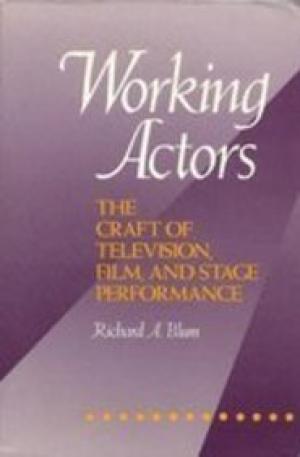 Working
Actors
THE
CRAFT OF
TELEVISION,
FILM, AND STAGE
PERFORMANCE
Richard A. Blum